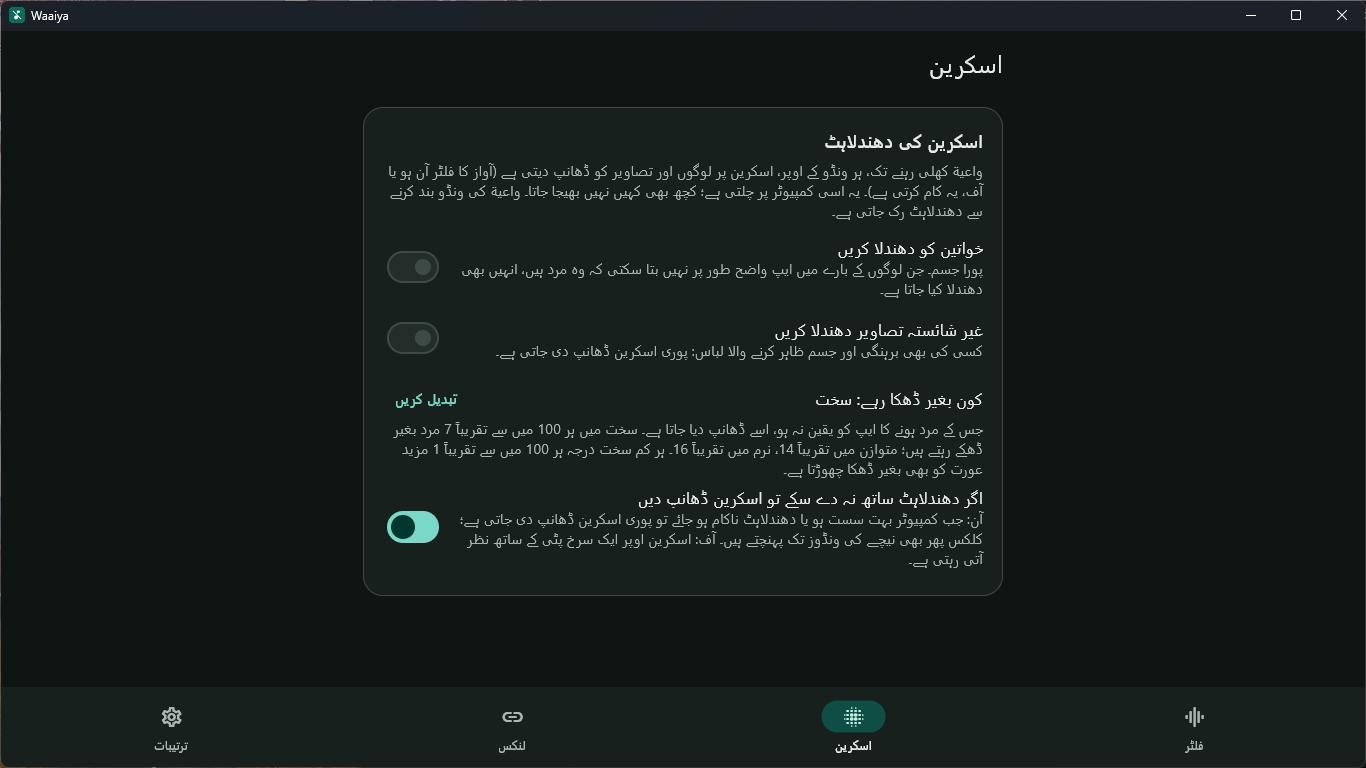 Waaiya
اسکرین
اسکرین کی دھندلاہٹ
واعیة کھلی رہنے تک، ہر ونڈو کے اوپر، اسکرین پر لوگوں اور تصاویر کو ڈھانپ دیتی ہے (آواز کا فلٹر آن ہو یا
آف، یہ کام کرتی ہے)۔ یہ اسی کمپیوٹر پر چلتی ہے؛ کچھ بھی کہیں نہیں بھیجا جاتا۔ واعیة کی ونڈو بند کرنے
سے دھندلاہٹ رک جاتی ہے۔
خواتین کو دھندلا کریں
پورا جسم۔ جن لوگوں کے بارے میں ایپ واضح طور پر نہیں بتا سکتی کہ وہ مرد ہیں، انہیں بھی
دھندلا کیا جاتا ہے۔
غیر شائستہ تصاویر دھندلا کریں
کسی کی بھی برہنگی اور جسم ظاہر کرنے والا لباس: پوری اسکرین ڈھانپ دی جاتی ہے۔
کون بغیر ڈھکا رہے: سخت
تبدیل کریں
جس کے مرد ہونے کا ایپ کو یقین نہ ہو، اسے ڈھانپ دیا جاتا ہے۔ سخت میں ہر 100 میں سے تقریباً 7 مرد بغیر
ڈھکے رہتے ہیں؛ متوازن میں تقریباً 14، نرم میں تقریباً 16۔ ہر کم سخت درجہ ہر 100 میں سے تقریباً 1 مزید
عورت کو بھی بغیر ڈھکا چھوڑتا ہے۔
اگر دھندلاہٹ ساتھ نہ دے سکے تو اسکرین ڈھانپ دیں
آن: جب کمپیوٹر بہت سست ہو یا دھندلاہٹ ناکام ہو جائے تو پوری اسکرین ڈھانپ دی جاتی ہے؛
کلکس پھر بھی نیچے کی ونڈوز تک پہنچتے ہیں۔ آف: اسکرین اوپر ایک سرخ پٹی کے ساتھ نظر
آتی رہتی ہے۔
فلٹر
اسکرین
لنکس
ترتیبات